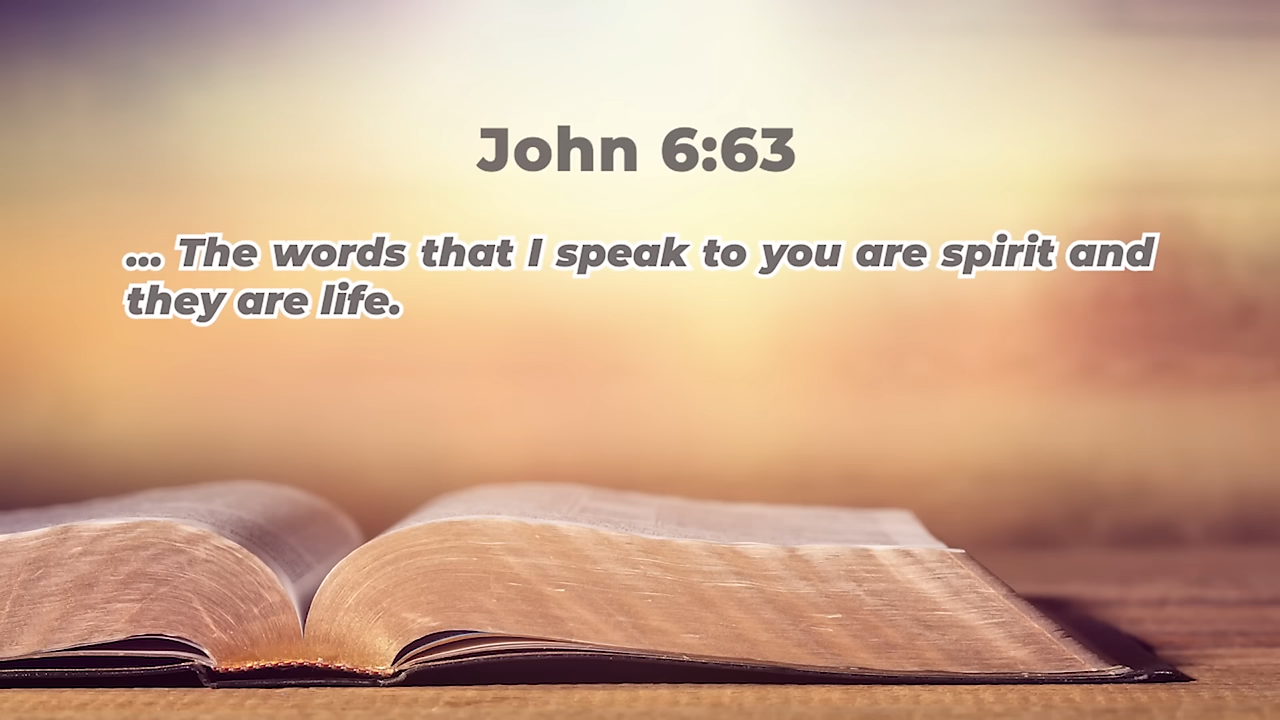 John 6:63
... The words that I speak to you are spirit and
they are life.